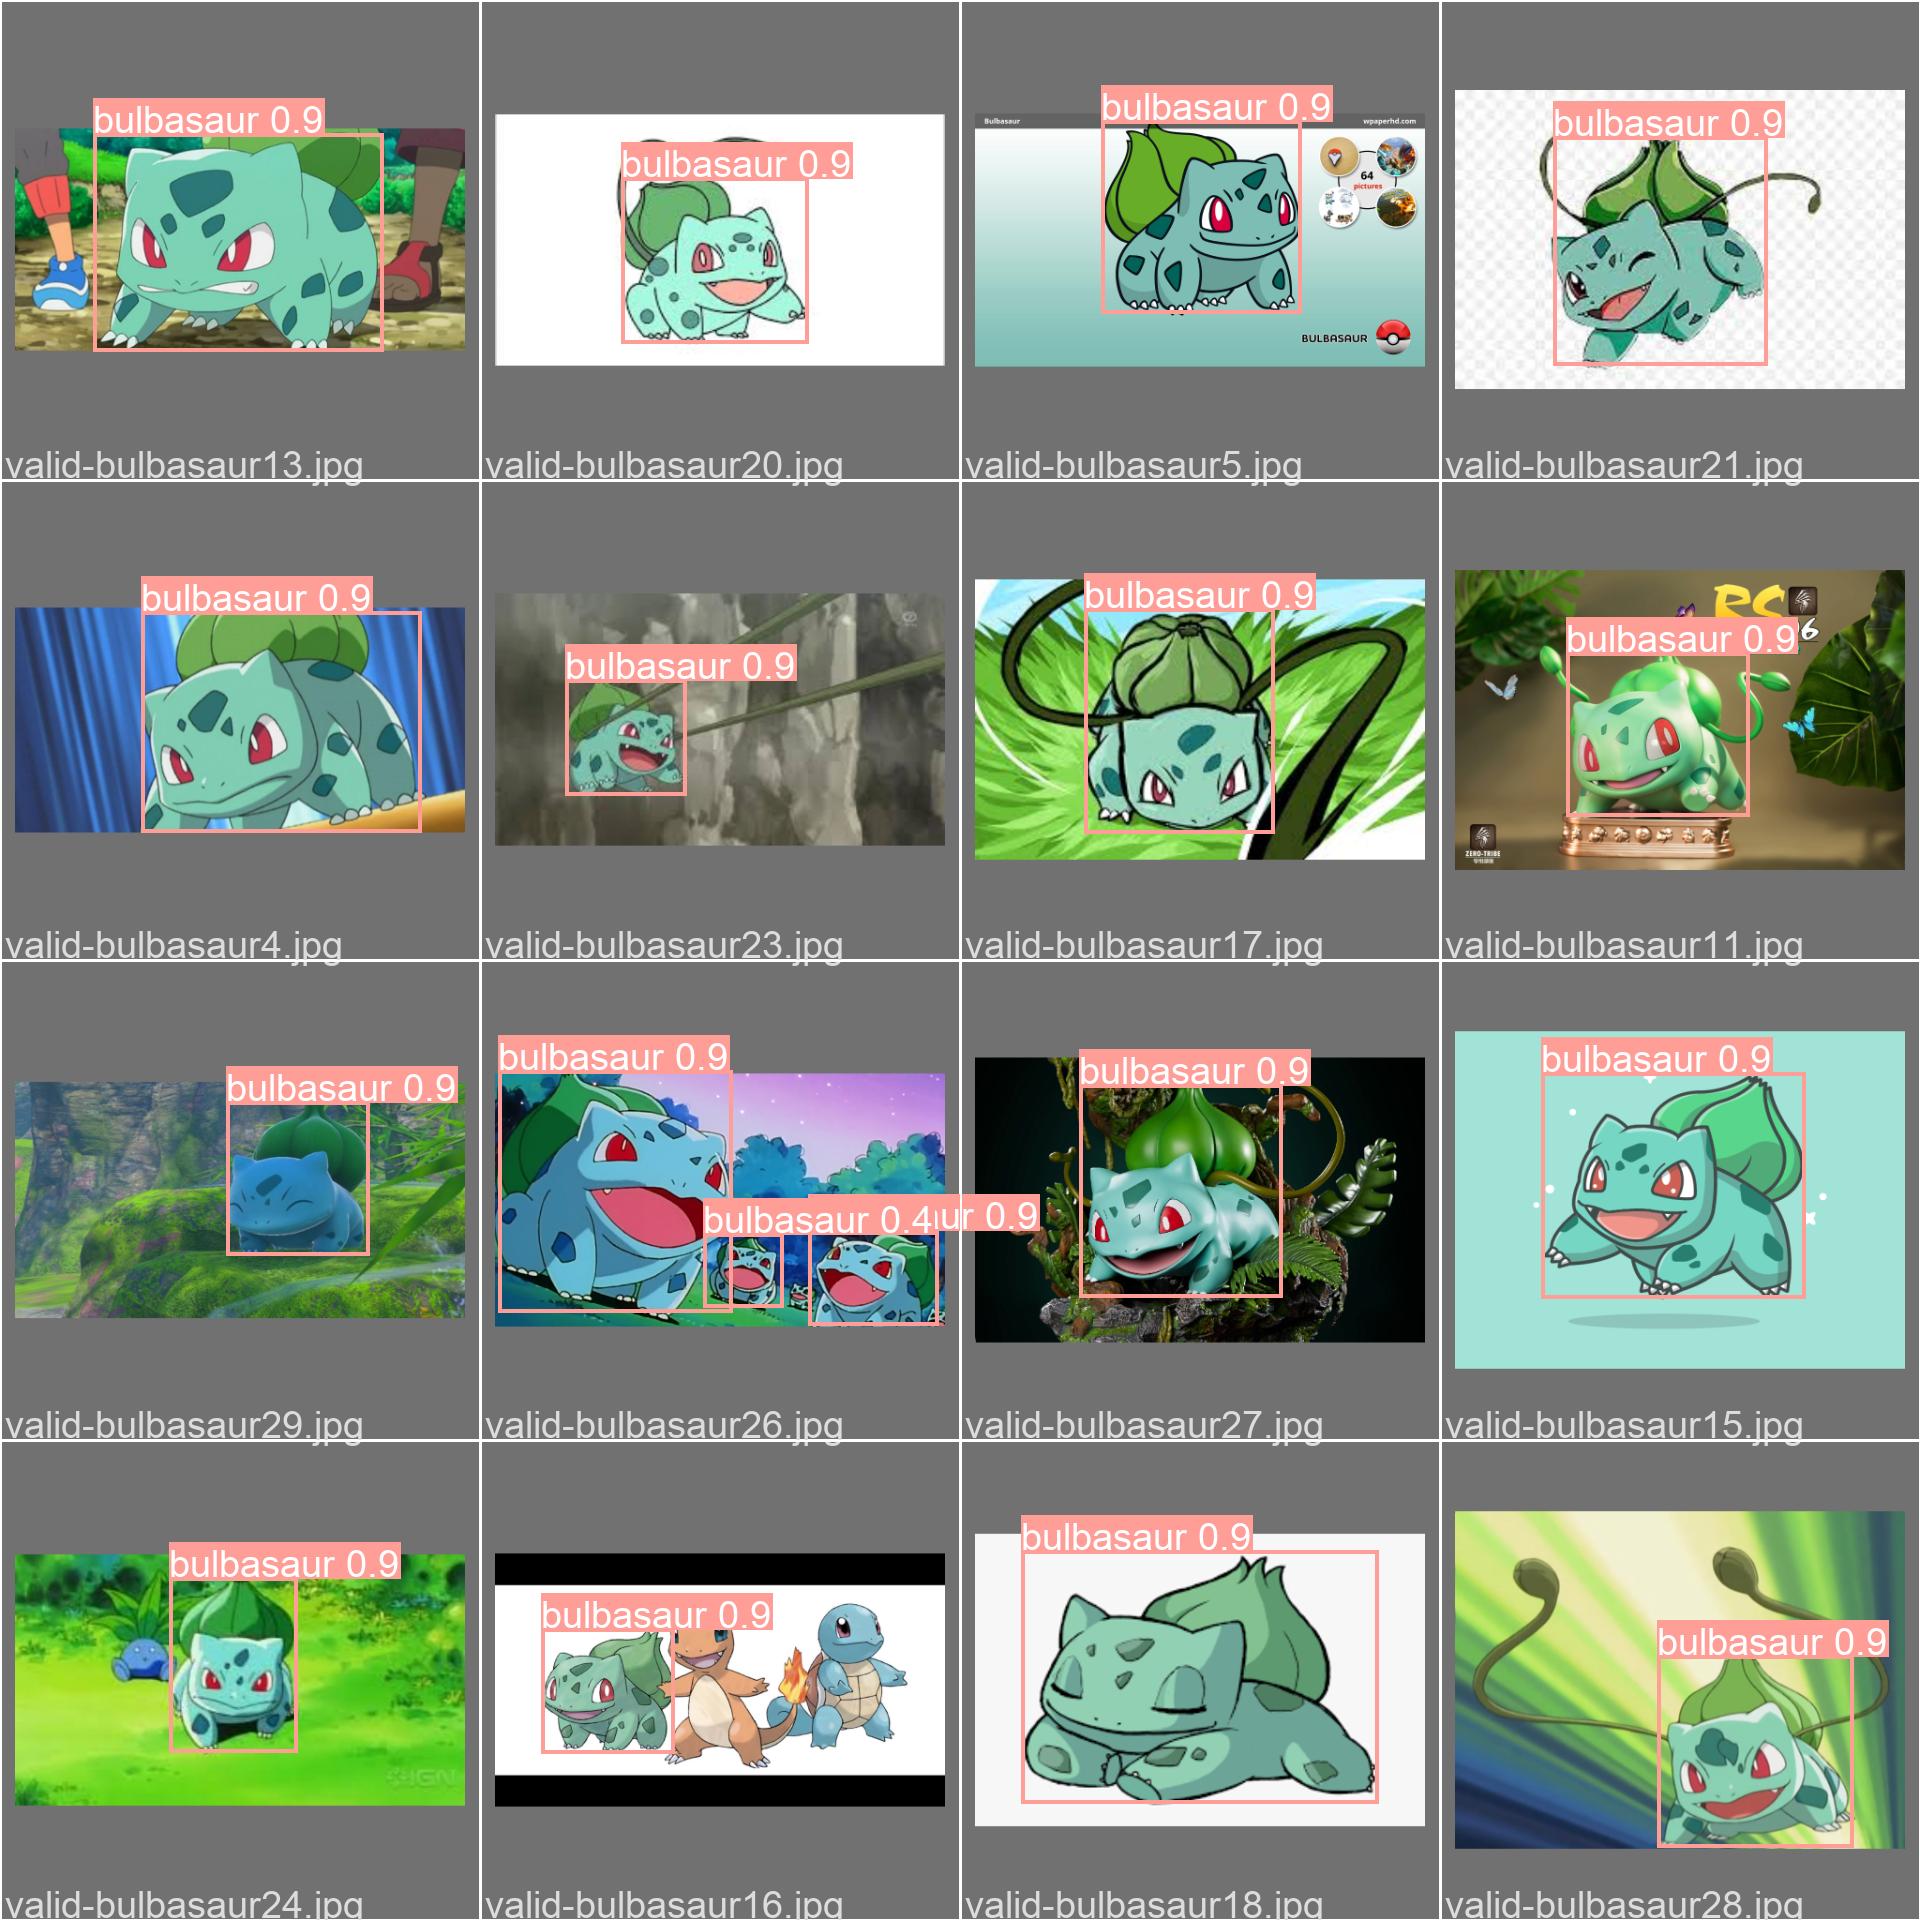 bulbasaur 0.9
valid-bulbasaur13.jpg
bulbasaur 0.9
valid-bulbasaur20.jpg
bulbasaur 0.9
Bulbasaur
wpaperhd.com
64
pictures
BULBASAUR
valid-bulbasaur5.jpg
bulbasaur 0.9
valid-bulbasaur21.jpg
bulbasaur 0.9
valid-bulbasaur4.jpg
bulbasaur 0.9
valid-bulbasaur23.jpg
bulbasaur 0.9
valid-bulbasaur17.jpg
RS
6
bulbasaur 0.9
ZERO-TRIBE
valid-bulbasaur11.jpg
bulbasaur 0.9
valid-bulbasaur29.jpg
bulbasaur 0.9
bulbasaur 0.4
ur 0.9
valid-bulbasaur26.jpg
bulbasaur 0.9
valid-bulbasaur27.jpg
bulbasaur 0.9
valid-bulbasaur15.jpg
bulbasaur 0.9
IGN
valid-bulbasaur24.jpg
bulbasaur 0.9
valid-bulbasaur16.jpg
bulbasaur 0.9
valid-bulbasaur18.jpg
bulbasaur 0.9
valid-bulbasaur28.jpg